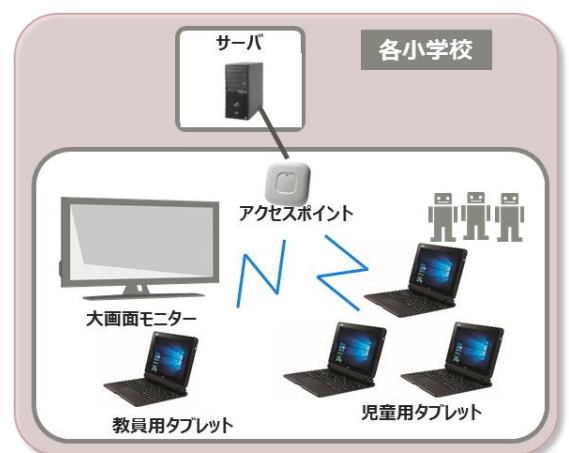 サーバ
各小学校
アクセスポイント
大画面モニター
教員用タブレット
児童用タブレット